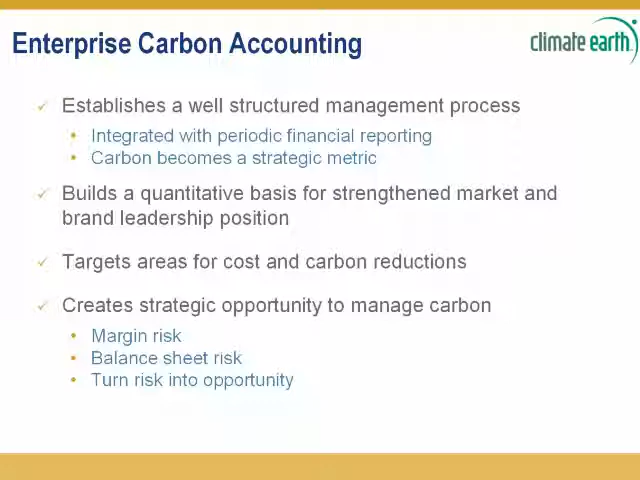 Enterprise Carbon Accounting
climate earth
Establishes a well structured management process
Integrated with periodic financial reporting
Carbon becomes a strategic metric
Builds a quantitative basis for strengthened market and
brand leadership position
Targets areas for cost and carbon reductions
Creates strategic opportunity to manage carbon
Margin risk
Balance sheet risk
Turn risk into opportunity